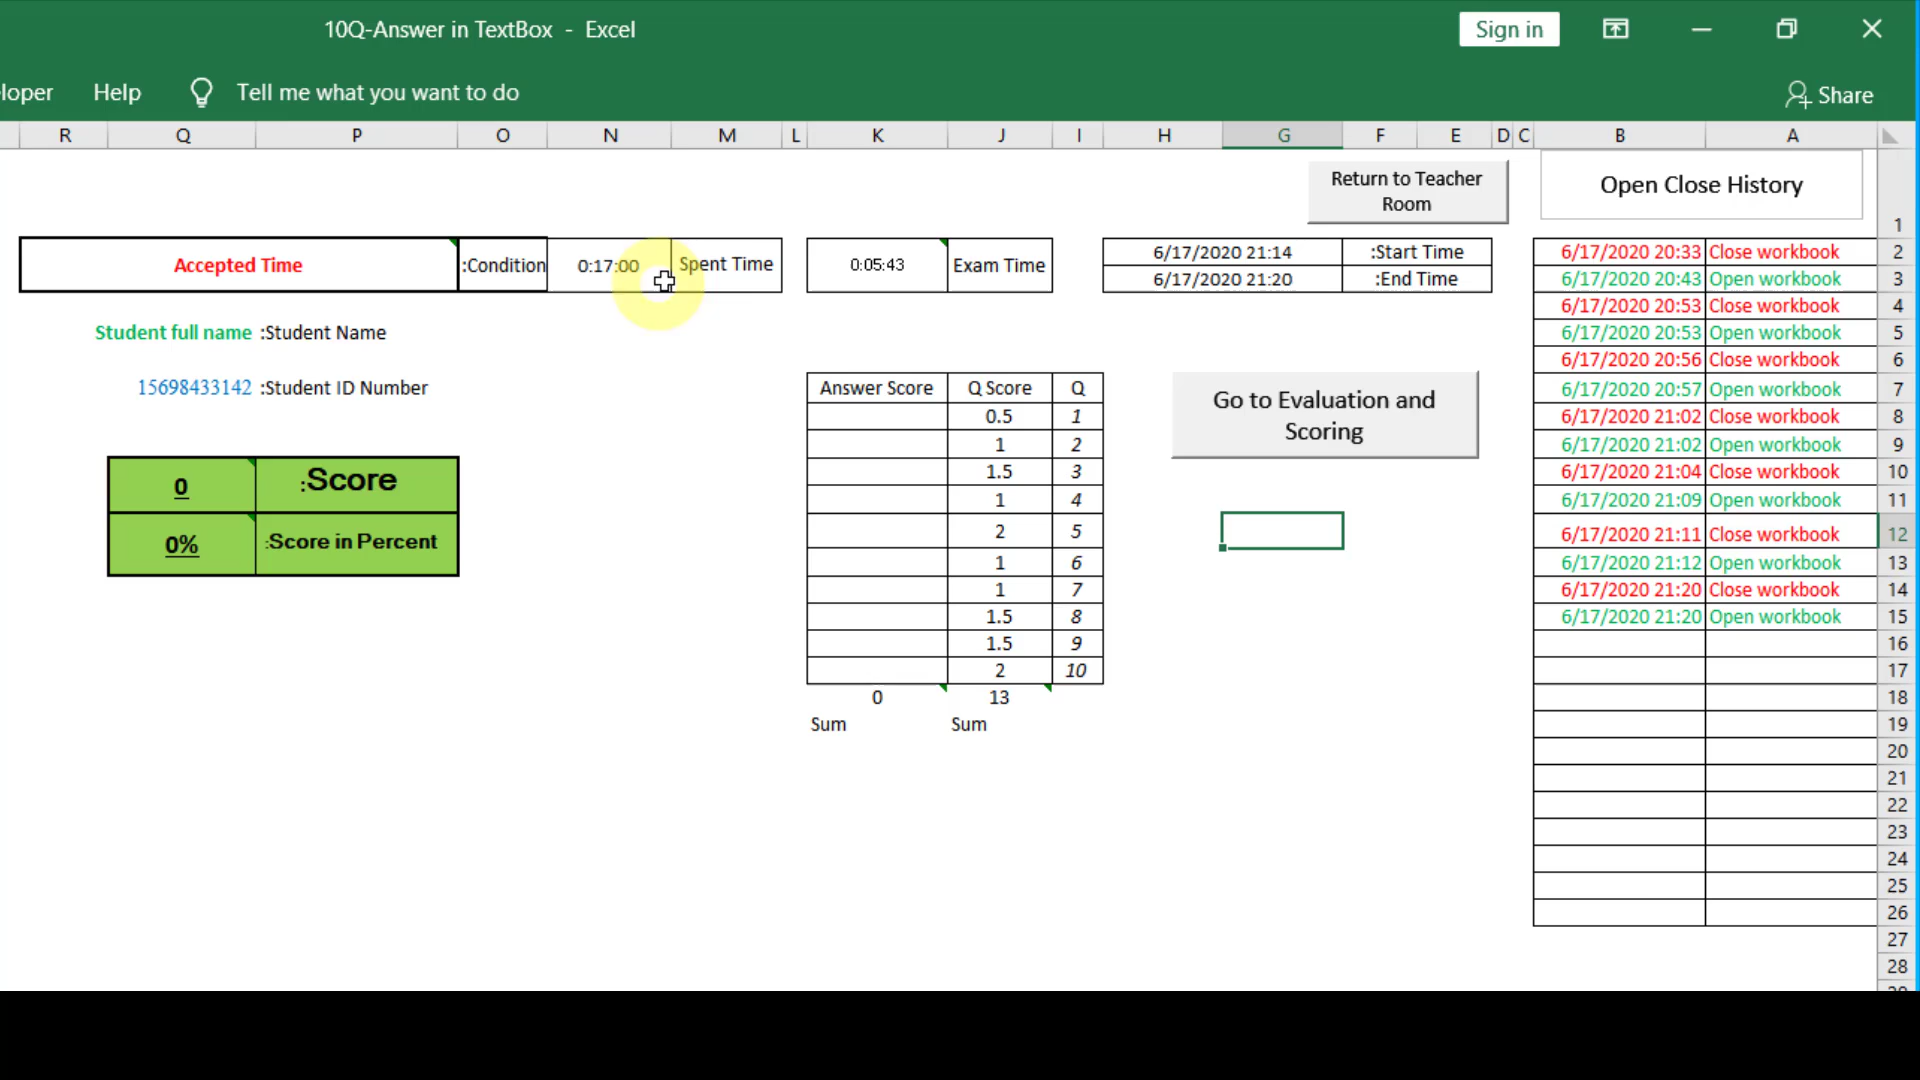 10Q-Answer in TextBox - Excel
Sign in
loper Help Tell me what you want to do
Share
R Q P O N M L K J I H G F E D C B A
Return to Teacher
Room
Open Close History
1
Accepted Time :Condition 0:17:00 Spent Time 0:05:43 Exam Time
6/17/2020 21:14 :Start Time
6/17/2020 21:20 :End Time
6/17/2020 20:33 Close workbook 2
6/17/2020 20:43 Open workbook 3
6/17/2020 20:53 Close workbook 4
6/17/2020 20:53 Open workbook 5
6/17/2020 20:56 Close workbook 6
6/17/2020 20:57 Open workbook 7
6/17/2020 21:02 Close workbook 8
6/17/2020 21:02 Open workbook 9
6/17/2020 21:04 Close workbook 10
6/17/2020 21:09 Open workbook 11
6/17/2020 21:11 Close workbook 12
6/17/2020 21:12 Open workbook 13
6/17/2020 21:20 Close workbook 14
6/17/2020 21:20 Open workbook 15
16
17
18
19
20
21
22
23
24
25
26
27
28
Student full name :Student Name
15698433142 :Student ID Number
0 :Score
0% :Score in Percent
Answer Score Q Score Q
0.5 1
1 2
1.5 3
1 4
2 5
1 6
1 7
1.5 8
1.5 9
2 10
0 13
Sum Sum
Go to Evaluation and
Scoring